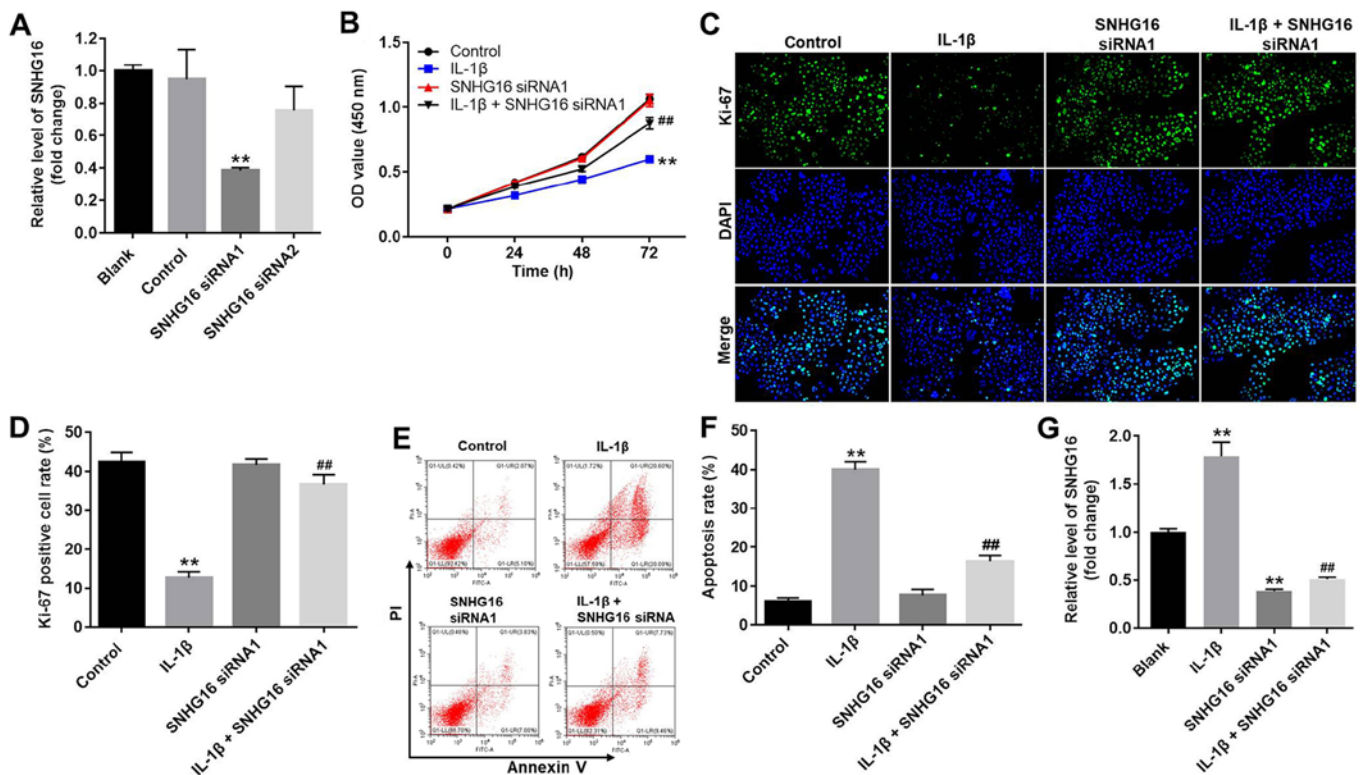 A
Relative level of SNHG16
(fold change)
1.2
1.0
0.8
0.6
0.4
0.2
0.0
**
Blank
Control
SNHG16 siRNA1
SNHG16 siRNA2
B
OD value (450 nm)
1.5
1.0
0.5
0.0
Control
IL-1β
SNHG16 siRNA1
IL-1β + SNHG16 siRNA1
##
**
0 24 48 72
Time (h)
C
Control
IL-1β
SNHG16
siRNA1
IL-1β + SNHG16
siRNA1
Ki-67
DAPI
Merge
D
Ki-67 positive cell rate (%)
50
40
30
20
10
0
**
##
Control
IL-1β
SNHG16 siRNA1
IL-1β + SNHG16 siRNA1
E
Control
IL-1β
SNHG16
siRNA1
IL-1β +
SNHG16 siRNA
FITC-A
FITC-A
FITC-A
FITC-A
PI
Annexin V
F
Apoptosis rate (%)
50
40
30
20
10
0
**
##
Control
IL-1β
SNHG16 siRNA1
IL-1β + SNHG16 siRNA1
G
Relative level of SNHG16
(fold change)
2.0
1.5
1.0
0.5
0.0
**
**
##
Blank
IL-1β
SNHG16 siRNA1
IL-1β + SNHG16 siRNA1